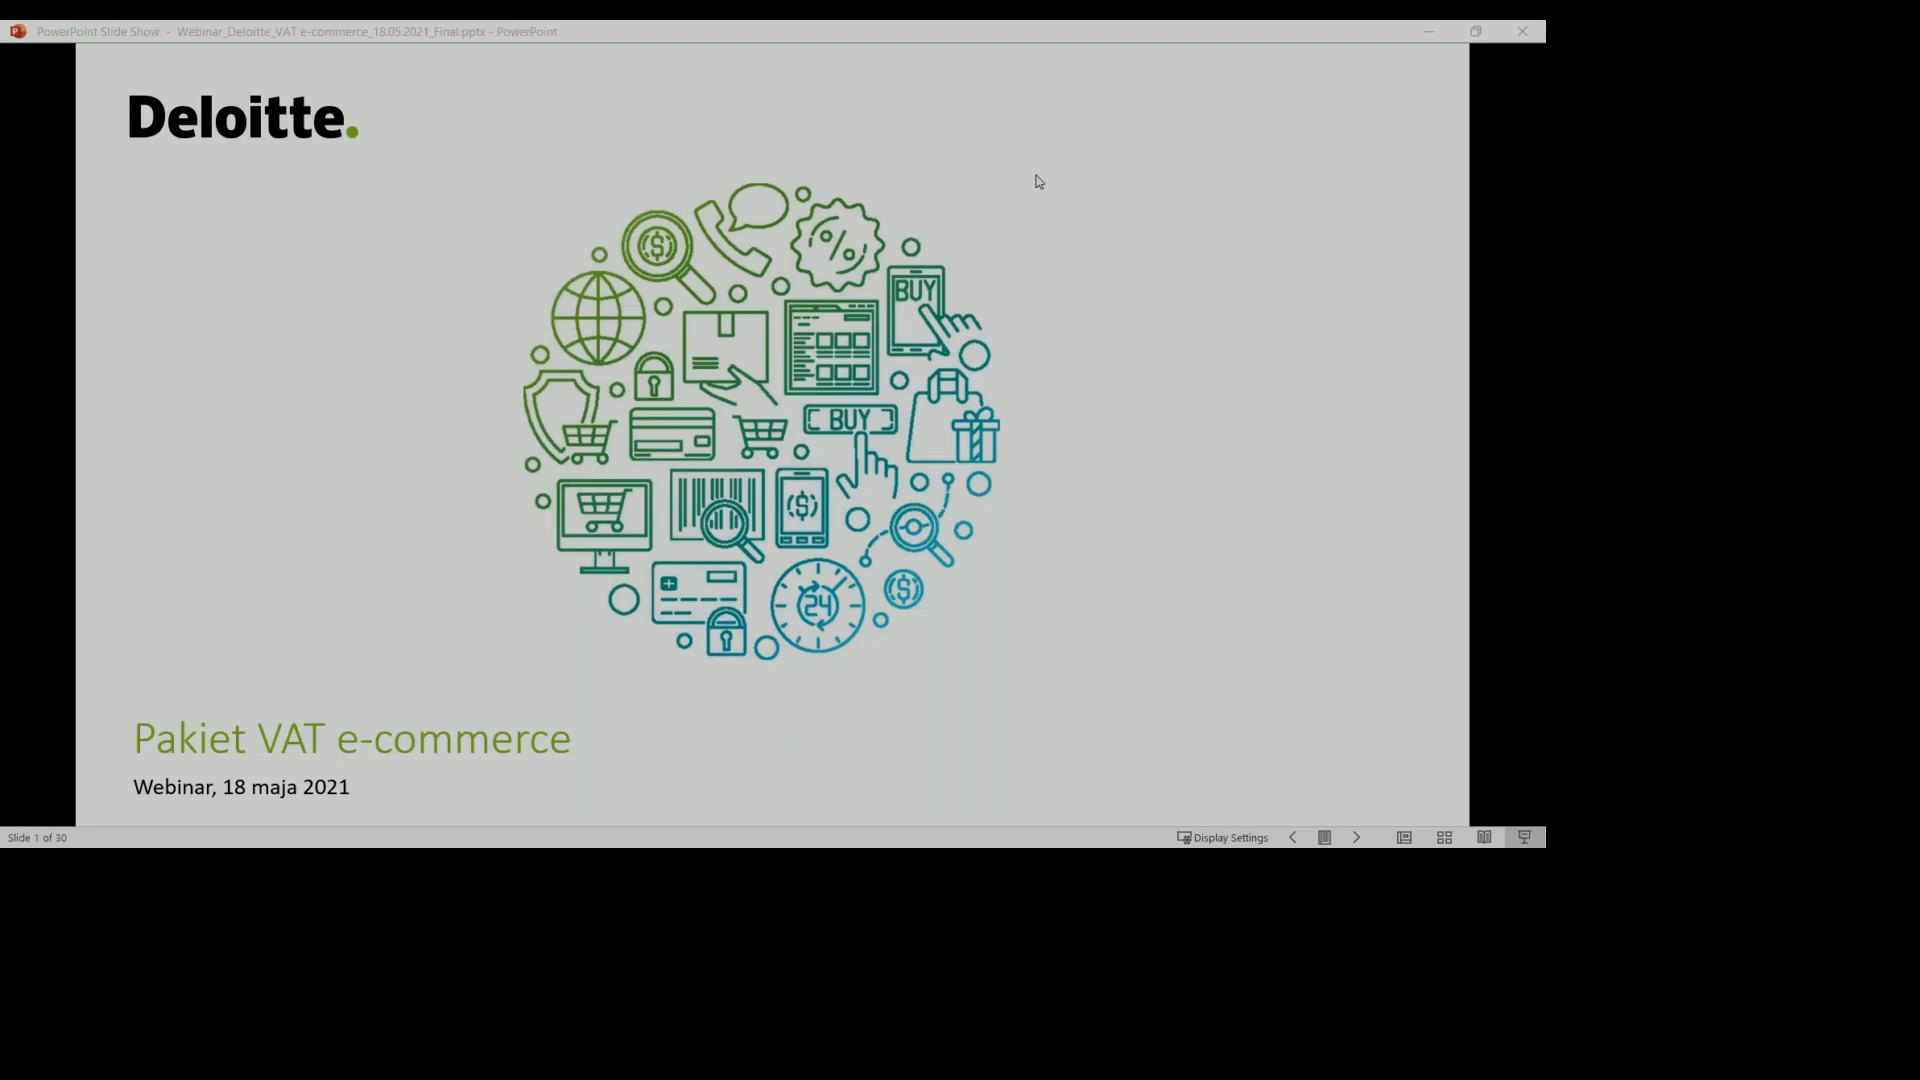 PowerPoint Slide Show - Webinar_Deloitte_VAT e-commerce_18.05.2021_Final.pptx - PowerPoint
Deloitte.
$
%
BUY
BUY
$
24
$
Pakiet VAT e-commerce
Webinar, 18 maja 2021
Slide 1 of 30
Display Settings